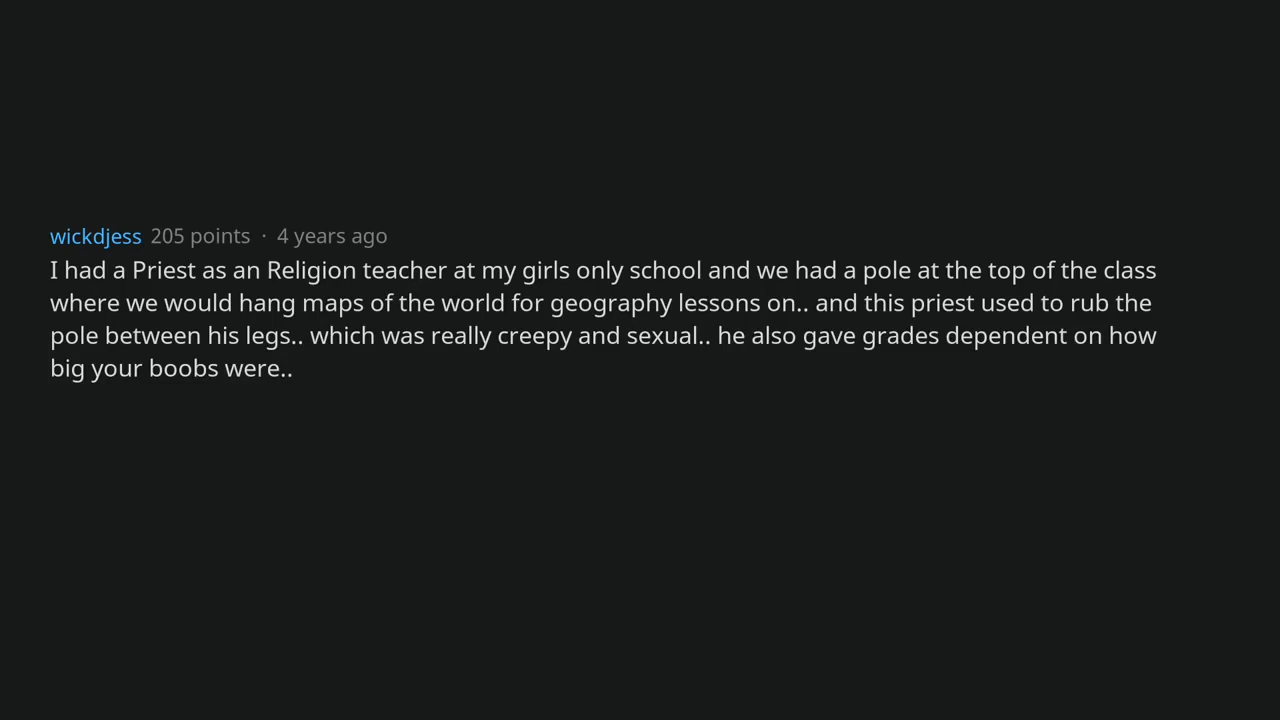 wickdjess 205 points · 4 years ago
I had a Priest as an Religion teacher at my girls only school and we had a pole at the top of the class
where we would hang maps of the world for geography lessons on.. and this priest used to rub the
pole between his legs.. which was really creepy and sexual.. he also gave grades dependent on how
big your boobs were..